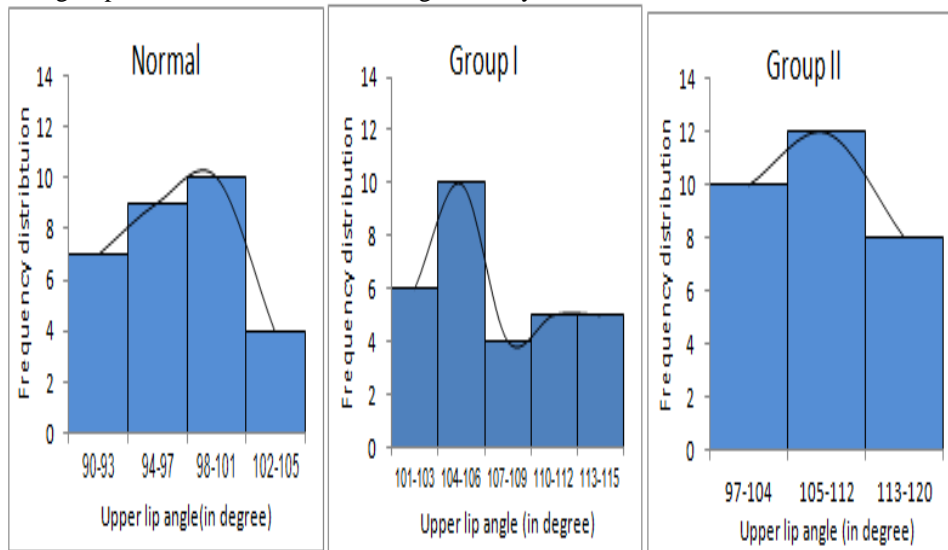 Normal
Frequency distribtuion
14
12
10
8
6
4
2
0
90-93 94-97 98-101 102-105
Upper lip angle(in degree)
Group I
Frequency distribution
14
12
10
8
6
4
2
0
101-103 104-106 107-109 110-112 113-115
Upper lip angle (in degree)
Group II
Frequency distribution
14
12
10
8
6
4
2
0
97-104 105-112 113-120
Upper lip angle (in degree)